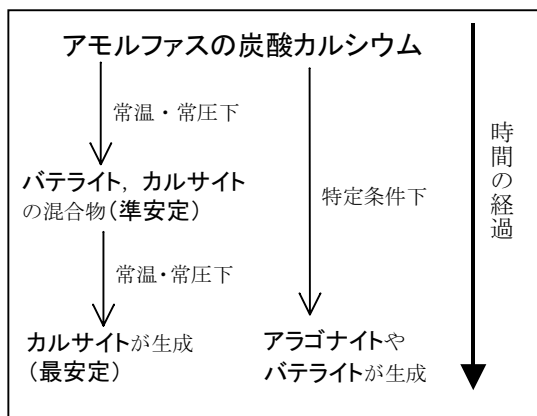 アモルファスの炭酸カルシウム
常温・常圧下
バテライト，カルサイト
の混合物(準安定)
常温・常圧下
カルサイトが生成
(最安定)
特定条件下
アラゴナイトや
バテライトが生成
時間の経過